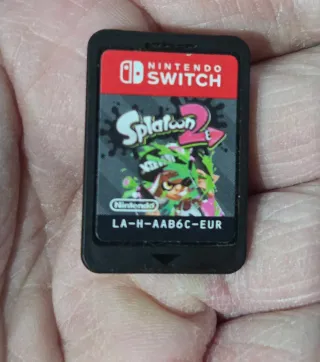 NINTENDO
SWITCH
Splatoon 2
Nintendo
LA-H-AAB6C-EUR